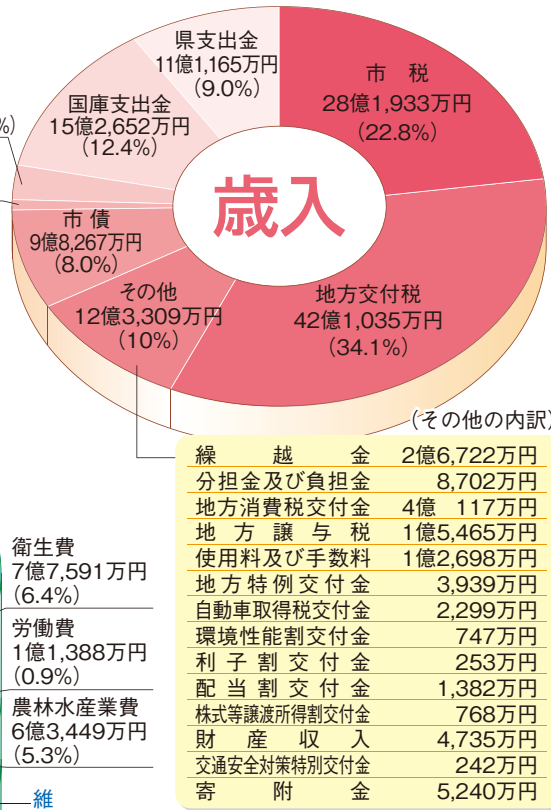 県支出金
11億1,165万円
(9.0%)
市 税
28億1,933万円
(22.8%)
国庫支出金
15億2,652万円
(12.4%)
%)
歳入
市債
9億8,267万円
(8.0%)
その他
12億3,309万円
(10%)
地方交付税
42億1,035万円
(34.1%)
(その他の内訳)
繰越金 2億6,722万円
分担金及び負担金 8,702万円
地方消費税交付金 4億 117万円
地方譲与税 1億5,465万円
使用料及び手数料 1億2,698万円
地方特例交付金 3,939万円
自動車取得税交付金 2,299万円
環境性能割交付金 747万円
利子割交付金 253万円
配当割交付金 1,382万円
株式等譲渡所得割交付金 768万円
財産収入 4,735万円
交通安全対策特別交付金 242万円
寄附金 5,240万円
衛生費
7億7,591万円
(6.4%)
労働費
1億1,388万円
(0.9%)
農林水産業費
6億3,449万円
(5.3%)
維